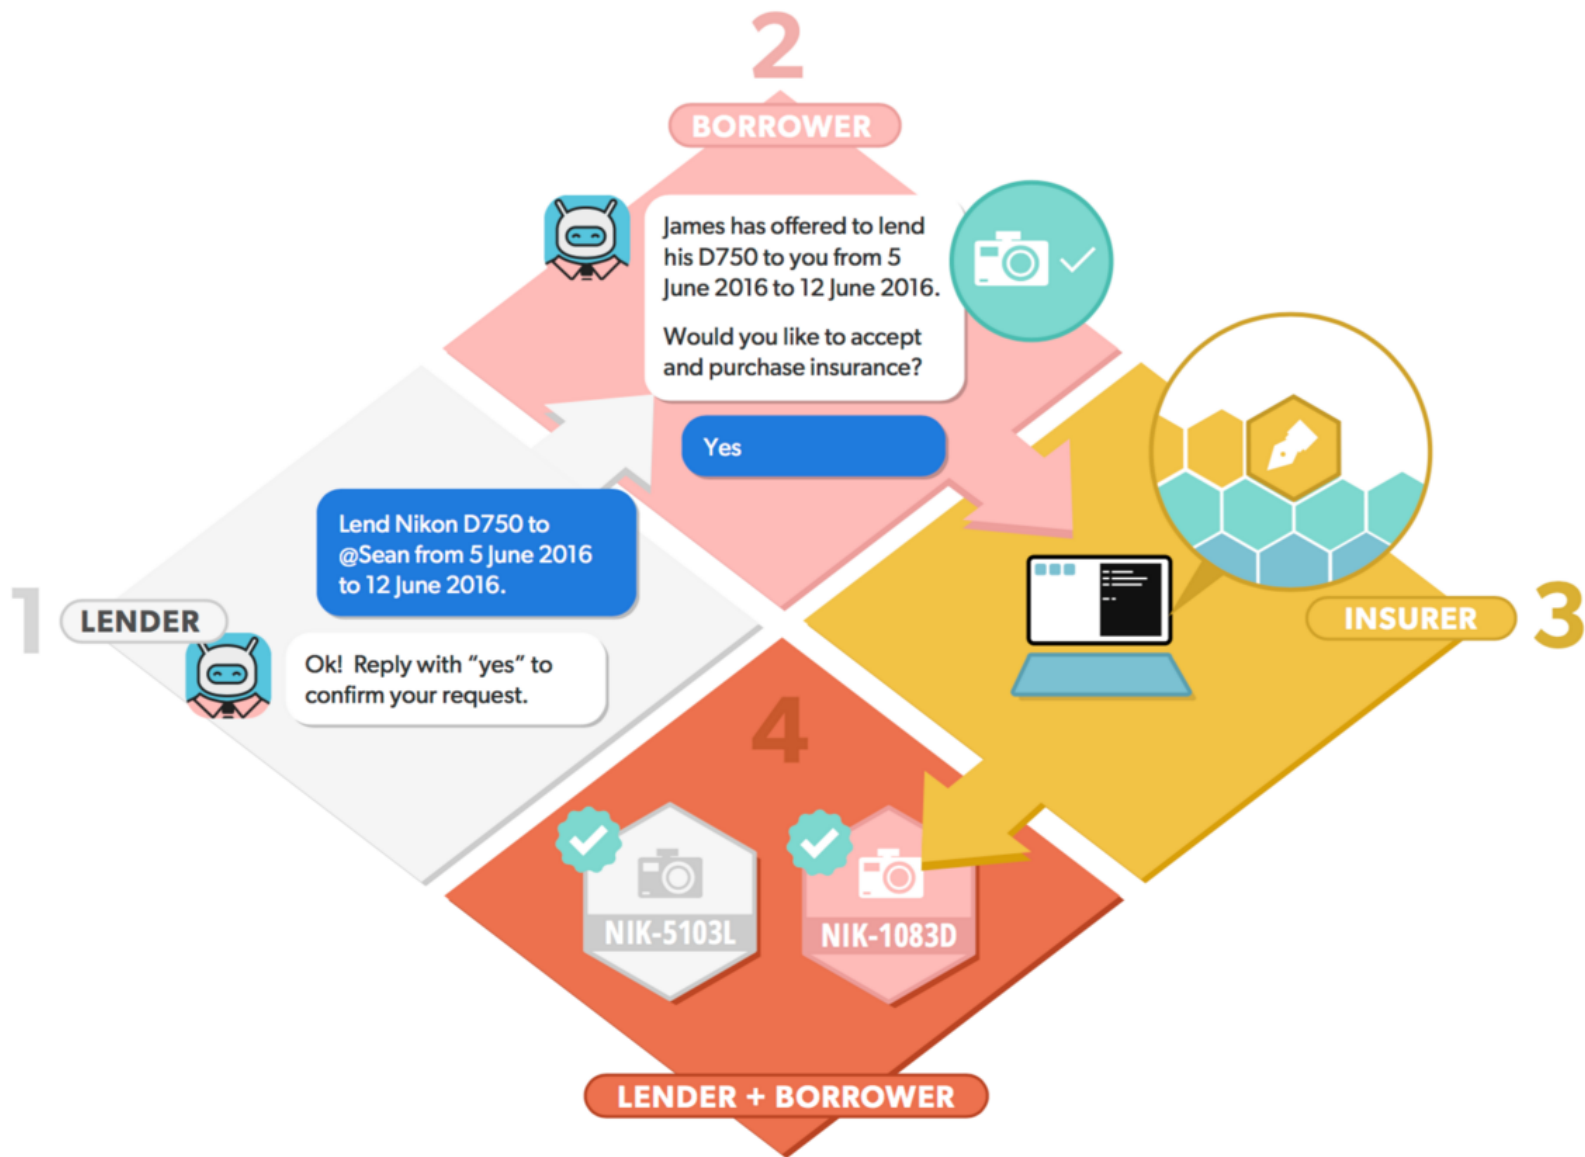 2
BORROWER
James has offered to lend
his D750 to you from 5
June 2016 to 12 June 2016.
Would you like to accept
and purchase insurance?
Yes
Lend Nikon D750 to
@Sean from 5 June 2016
to 12 June 2016.
1
LENDER
Ok! Reply with “yes” to
confirm your request.
INSURER
3
4
NIK-5103L
NIK-1083D
LENDER + BORROWER